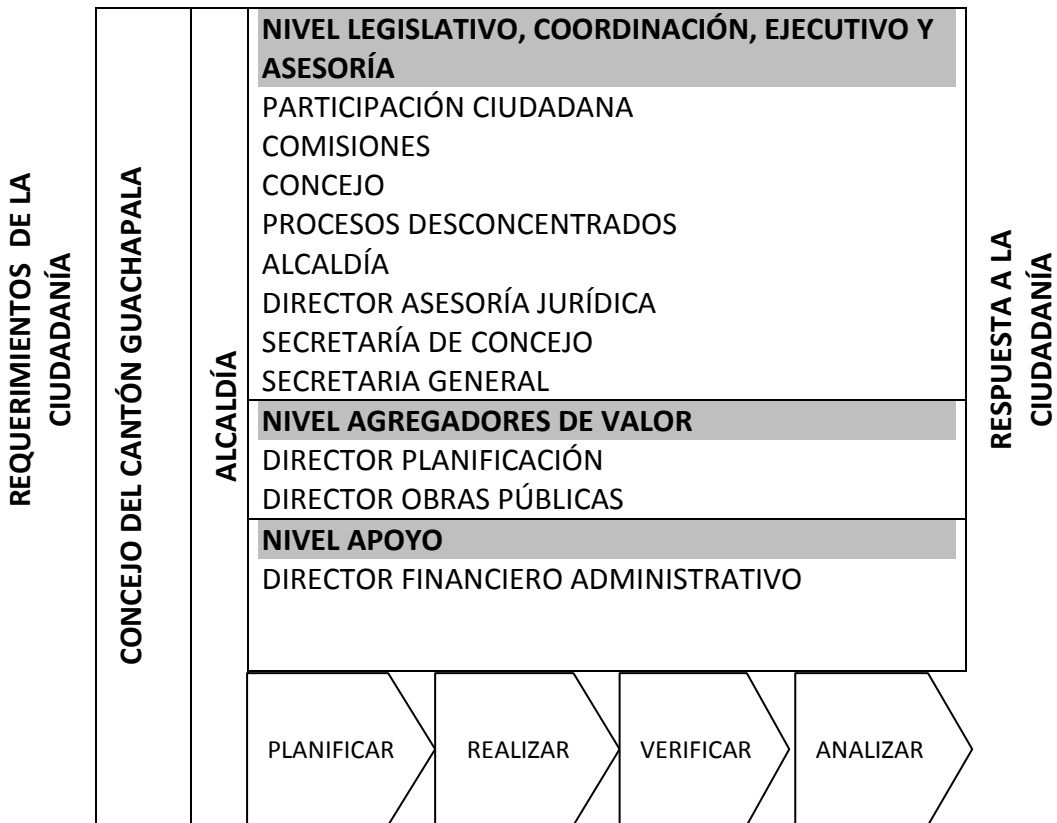 REQUERIMIENTOS DE LA
CIUDADANÍA
CONCEJO DEL CANTÓN GUACHAPALA
ALCALDÍA
NIVEL LEGISLATIVO, COORDINACIÓN, EJECUTIVO Y
ASESORÍA
PARTICIPACIÓN CIUDADANA
COMISIONES
CONCEJO
PROCESOS DESCONCENTRADOS
ALCALDÍA
DIRECTOR ASESORÍA JURÍDICA
SECRETARÍA DE CONCEJO
SECRETARIA GENERAL
NIVEL AGREGADORES DE VALOR
DIRECTOR PLANIFICACIÓN
DIRECTOR OBRAS PÚBLICAS
NIVEL APOYO
DIRECTOR FINANCIERO ADMINISTRATIVO
PLANIFICAR
REALIZAR
VERIFICAR
ANALIZAR
RESPUESTA A LA
CIUDADANÍA